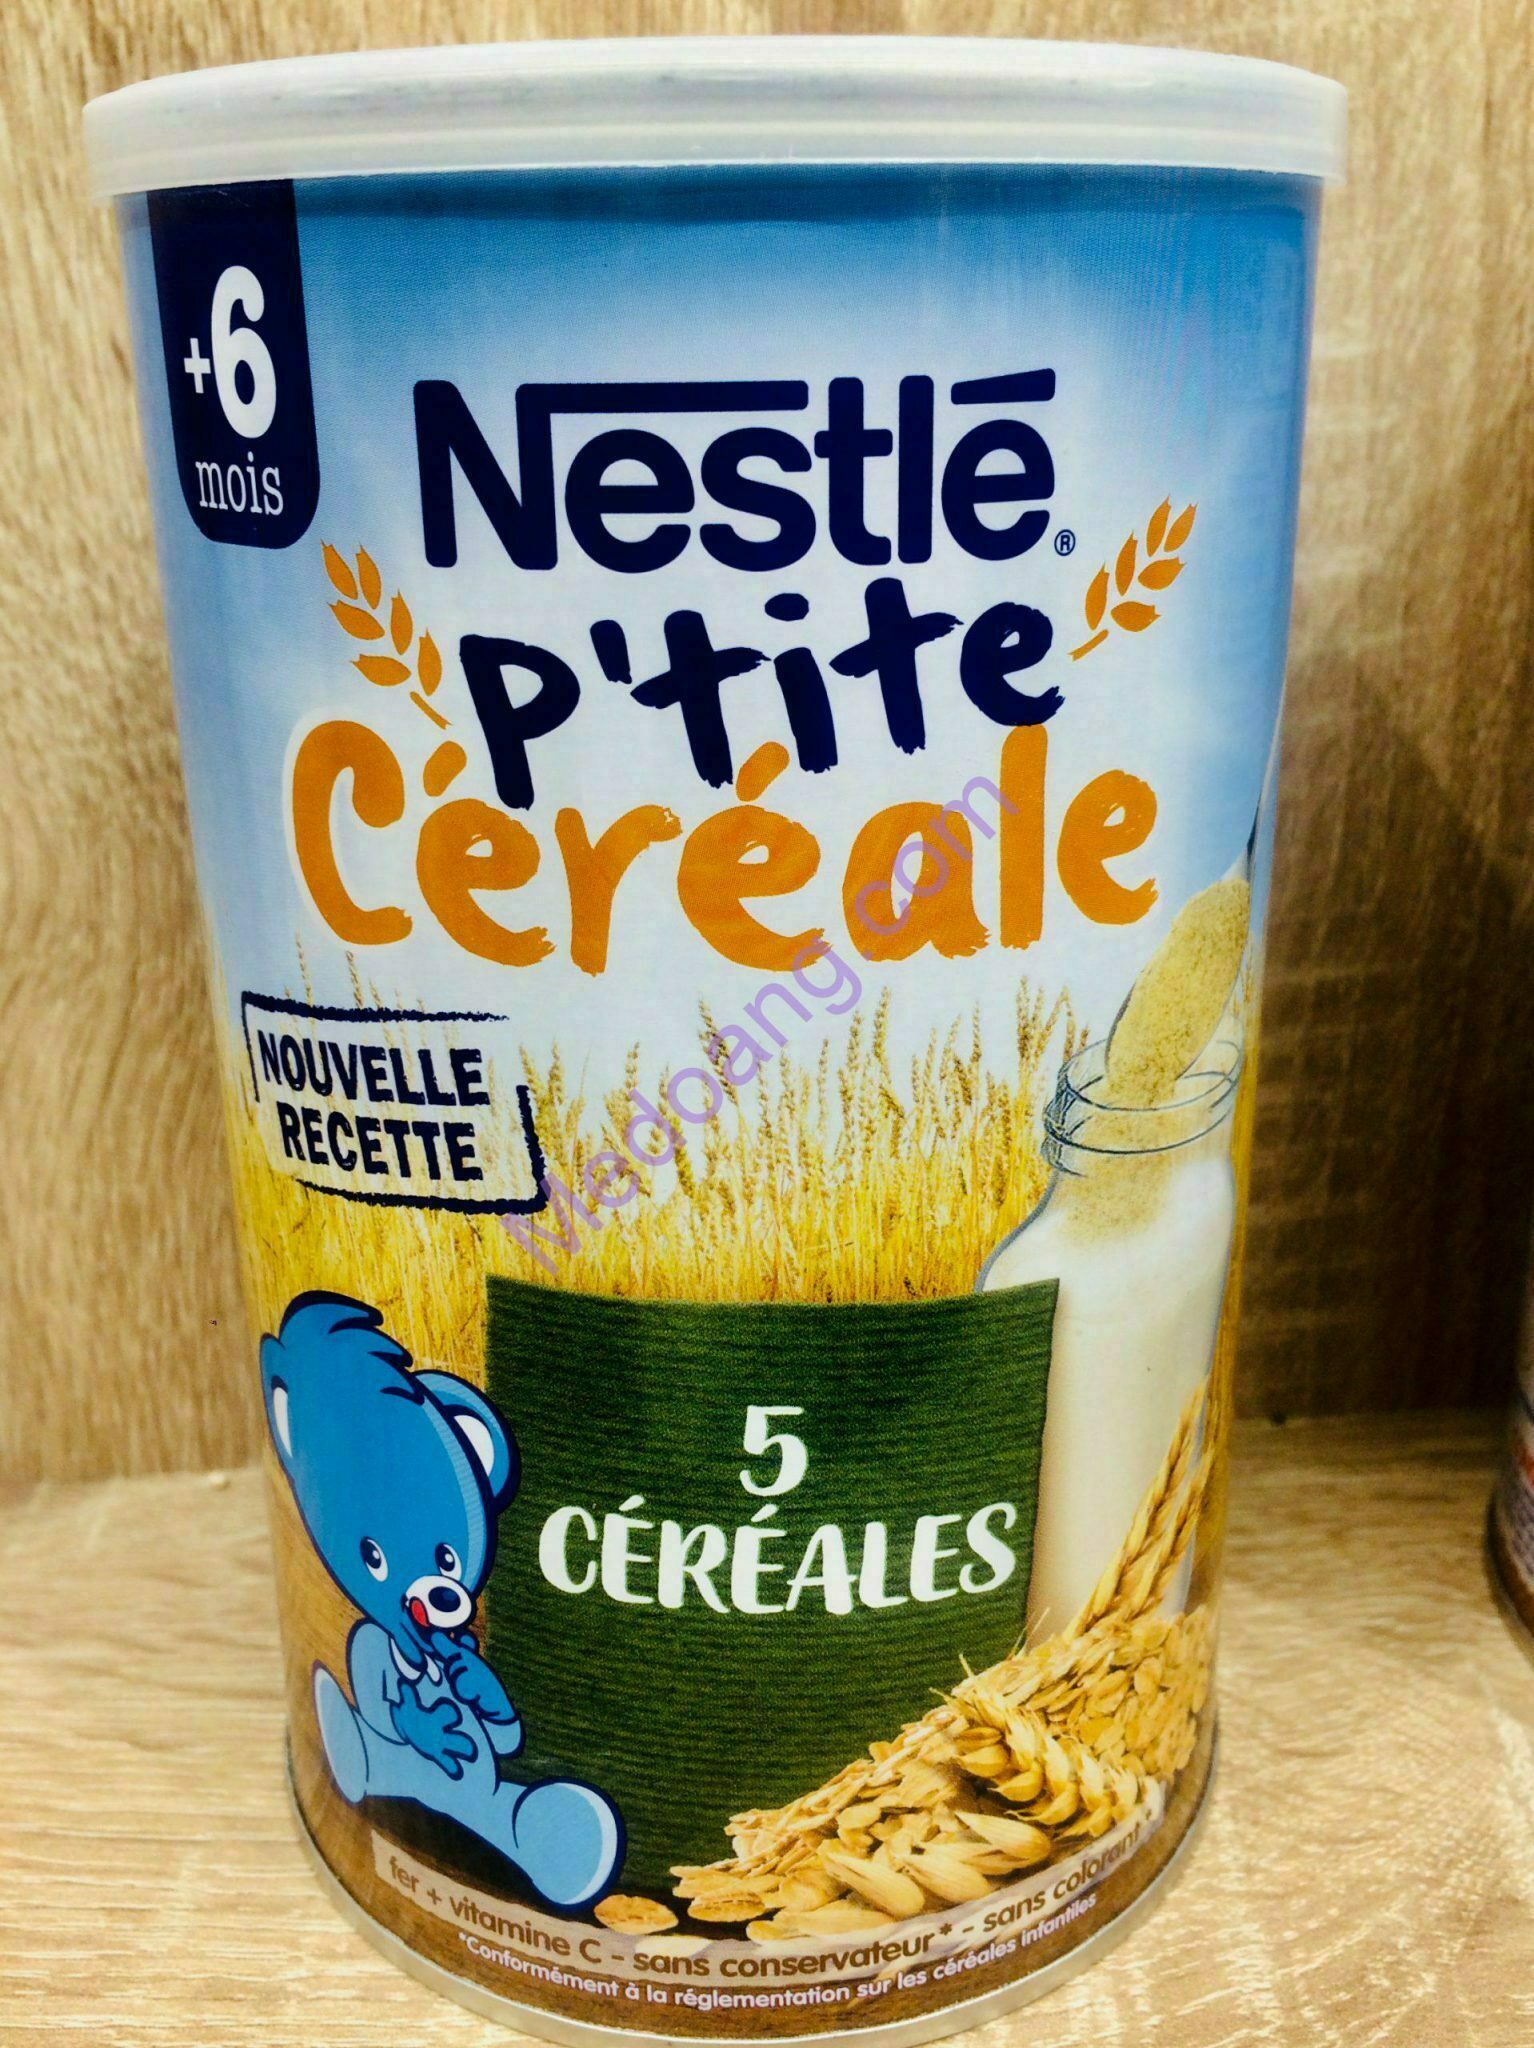 +6
mois
Nestlé®
P'tite
Céréale
NOUVELLE
RECETTE
Medoang.com
5
CÉRÉALES
fer + vitamine C - sans conservateur* - sans colorant*
*Conformément à la réglementation sur les céréales infantiles